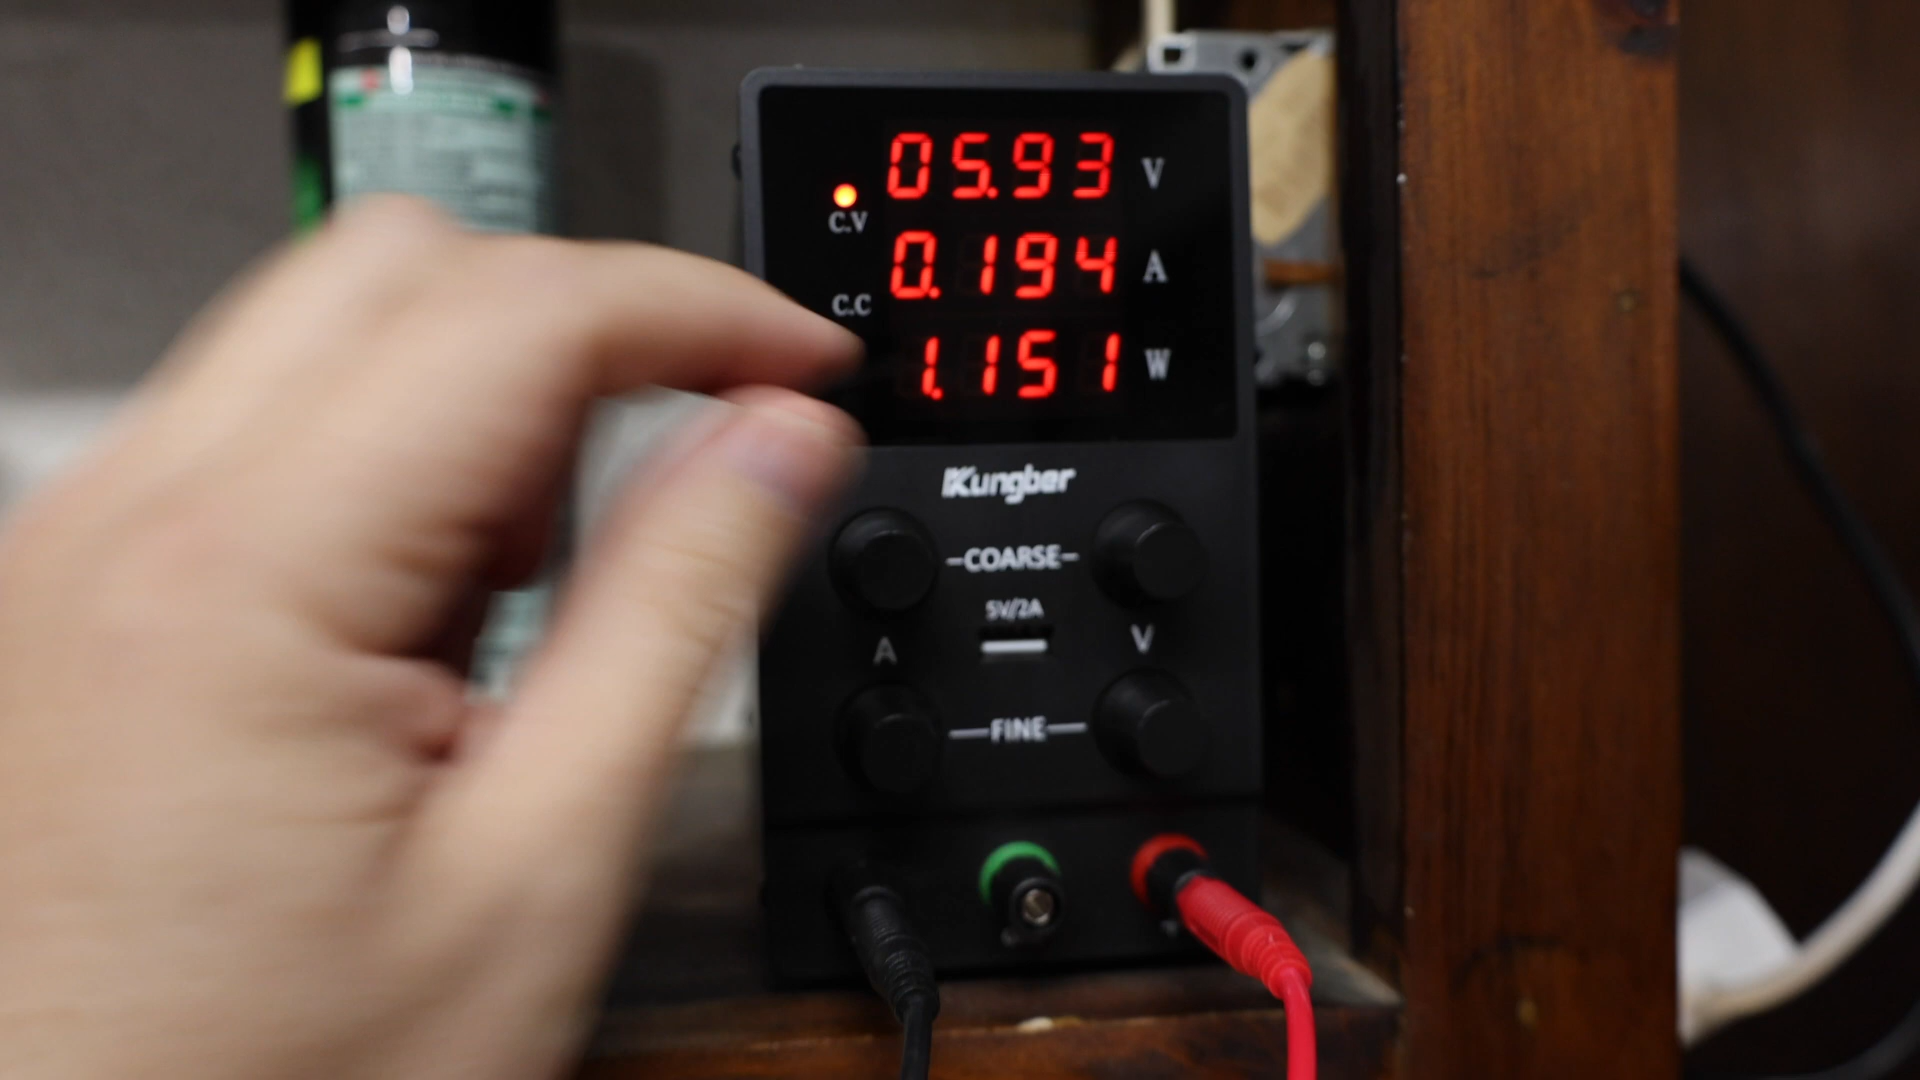 05.93 V
C.V
0.194 A
C.C
1.151 W
Kungber
COARSE
5V/2A
A V
FINE